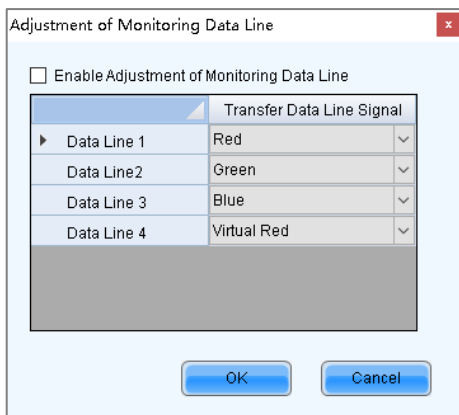 Adjustment of Monitoring Data Line
x
Enable Adjustment of Monitoring Data Line
Transfer Data Line Signal
Data Line 1 Red
Data Line2 Green
Data Line 3 Blue
Data Line 4 Virtual Red
OK Cancel